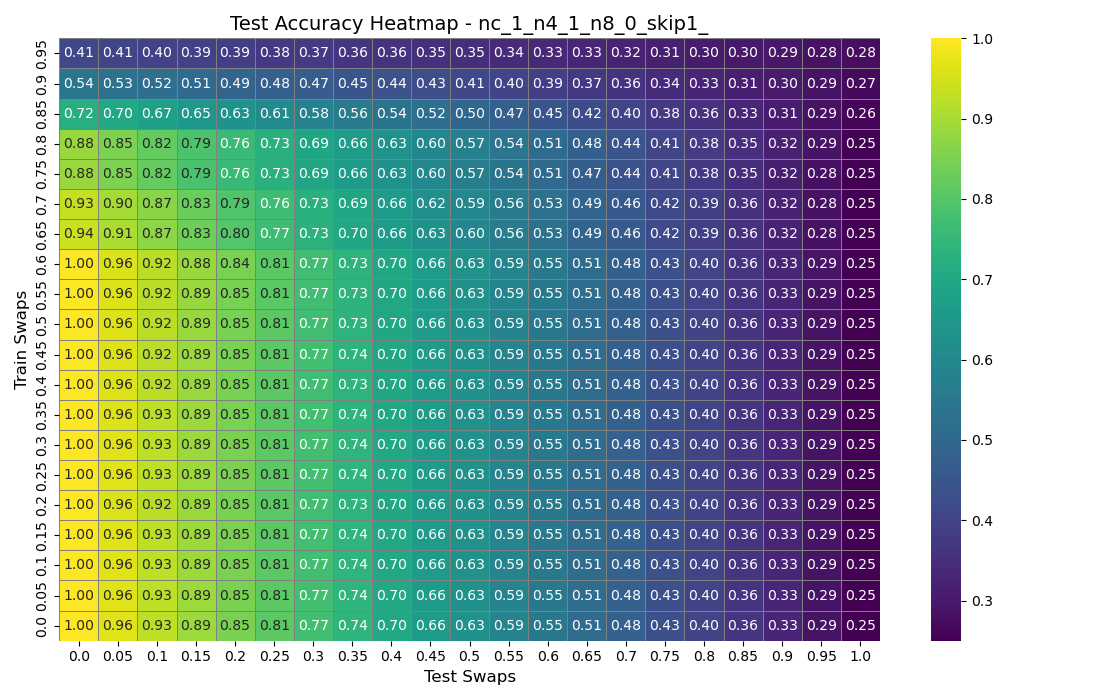 Test Accuracy Heatmap - nc_1_n4_1_n8_0_skip1_
0.95 0.41 0.41 0.40 0.39 0.39 0.38 0.37 0.36 0.36 0.35 0.35 0.34 0.33 0.33 0.32 0.31 0.30 0.30 0.29 0.28 0.28
0.9 0.54 0.53 0.52 0.51 0.49 0.48 0.47 0.45 0.44 0.43 0.41 0.40 0.39 0.37 0.36 0.34 0.33 0.31 0.30 0.29 0.27
0.85 0.72 0.70 0.67 0.65 0.63 0.61 0.58 0.56 0.54 0.52 0.50 0.47 0.45 0.42 0.40 0.38 0.36 0.33 0.31 0.29 0.26
0.8 0.88 0.85 0.82 0.79 0.76 0.73 0.69 0.66 0.63 0.60 0.57 0.54 0.51 0.48 0.44 0.41 0.38 0.35 0.32 0.28 0.25
0.75 0.88 0.85 0.82 0.79 0.76 0.73 0.69 0.66 0.63 0.60 0.57 0.54 0.51 0.47 0.44 0.41 0.38 0.35 0.32 0.28 0.25
0.7 0.93 0.90 0.87 0.83 0.79 0.76 0.73 0.69 0.66 0.62 0.59 0.56 0.53 0.49 0.46 0.42 0.39 0.36 0.32 0.28 0.25
0.65 0.94 0.91 0.87 0.83 0.80 0.77 0.73 0.70 0.66 0.63 0.60 0.56 0.53 0.49 0.46 0.42 0.39 0.36 0.32 0.28 0.25
0.6 1.00 0.96 0.92 0.88 0.84 0.81 0.77 0.73 0.70 0.66 0.63 0.59 0.55 0.51 0.48 0.43 0.40 0.36 0.33 0.29 0.25
0.55 1.00 0.96 0.92 0.89 0.85 0.81 0.77 0.73 0.70 0.66 0.63 0.59 0.55 0.51 0.48 0.43 0.40 0.36 0.33 0.29 0.25
0.5 1.00 0.96 0.92 0.89 0.85 0.81 0.77 0.73 0.70 0.66 0.63 0.59 0.55 0.51 0.48 0.43 0.40 0.36 0.33 0.29 0.25
0.45 1.00 0.96 0.92 0.89 0.85 0.81 0.77 0.74 0.70 0.66 0.63 0.59 0.55 0.51 0.48 0.43 0.40 0.36 0.33 0.29 0.25
0.4 1.00 0.96 0.92 0.89 0.85 0.81 0.77 0.73 0.70 0.66 0.63 0.59 0.55 0.51 0.48 0.43 0.40 0.36 0.33 0.29 0.25
0.35 1.00 0.96 0.93 0.89 0.85 0.81 0.77 0.74 0.70 0.66 0.63 0.59 0.55 0.51 0.48 0.43 0.40 0.36 0.33 0.29 0.25
0.3 1.00 0.96 0.93 0.89 0.85 0.81 0.77 0.74 0.70 0.66 0.63 0.59 0.55 0.51 0.48 0.43 0.40 0.36 0.33 0.29 0.25
0.25 1.00 0.96 0.93 0.89 0.85 0.81 0.77 0.74 0.70 0.66 0.63 0.59 0.55 0.51 0.48 0.43 0.40 0.36 0.33 0.29 0.25
0.2 1.00 0.96 0.92 0.89 0.85 0.81 0.77 0.73 0.70 0.66 0.63 0.59 0.55 0.51 0.48 0.43 0.40 0.36 0.33 0.29 0.25
0.15 1.00 0.96 0.93 0.89 0.85 0.81 0.77 0.74 0.70 0.66 0.63 0.59 0.55 0.51 0.48 0.43 0.40 0.36 0.33 0.29 0.25
0.1 1.00 0.96 0.93 0.89 0.85 0.81 0.77 0.74 0.70 0.66 0.63 0.59 0.55 0.51 0.48 0.43 0.40 0.36 0.33 0.29 0.25
0.05 1.00 0.96 0.93 0.89 0.85 0.81 0.77 0.74 0.70 0.66 0.63 0.59 0.55 0.51 0.48 0.43 0.40 0.36 0.33 0.29 0.25
0.0 1.00 0.96 0.93 0.89 0.85 0.81 0.77 0.74 0.70 0.66 0.63 0.59 0.55 0.51 0.48 0.43 0.40 0.36 0.33 0.29 0.25
0.0 0.05 0.1 0.15 0.2 0.25 0.3 0.35 0.4 0.45 0.5 0.55 0.6 0.65 0.7 0.75 0.8 0.85 0.9 0.95 1.0
Test Swaps
Train Swaps
1.0
0.9
0.8
0.7
0.6
0.5
0.4
0.3